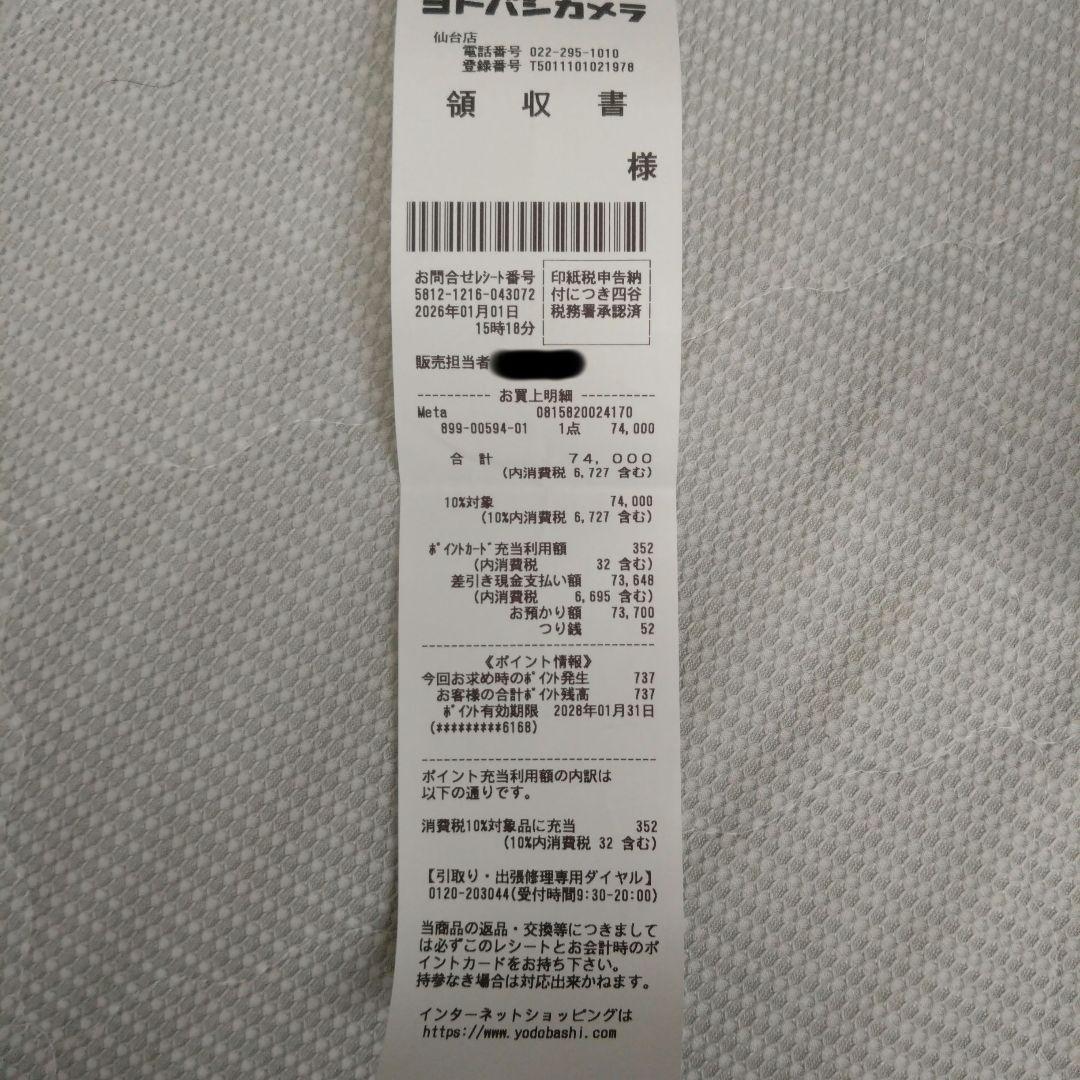 ヨドバシカメラ
仙台店
電話番号 022-295-1010
登録番号 T5011101021978
領 収 書
様
お問合せﾚｼｰﾄ番号
5812-1216-043072
2026年01月01日
15時18分
印紙税申告納
付につき四谷
税務署承認済
販売担当者
---------- お買上明細 ----------
Meta 0815820024170
899-00594-01 1点 74,000
合 計 74,000
(内消費税 6,727 含む)
10%対象 74,000
(10%内消費税 6,727 含む)
ﾎﾟｲﾝﾄｶｰﾄﾞ充当利用額 352
(内消費税 32 含む)
差引き現金支払い額 73,648
(内消費税 6,695 含む)
お預かり額 73,700
つり銭 52
《ポイント情報》
今回お求め時のﾎﾟｲﾝﾄ発生 737
お客様の合計ﾎﾟｲﾝﾄ残高 737
ﾎﾟｲﾝﾄ有効期限 2028年01月31日
(*********6168)
ポイント充当利用額の内訳は
以下の通りです。
消費税10%対象品に充当 352
(10%内消費税 32 含む)
【引取り・出張修理専用ダイヤル】
0120-203044(受付時間9:30-20:00)
当商品の返品・交換等につきまして
は必ずこのレシートとお会計時のポ
イントカードをお持ち下さい。
持参なき場合は対応出来かねます。
インターネットショッピングは
https://www.yodobashi.com